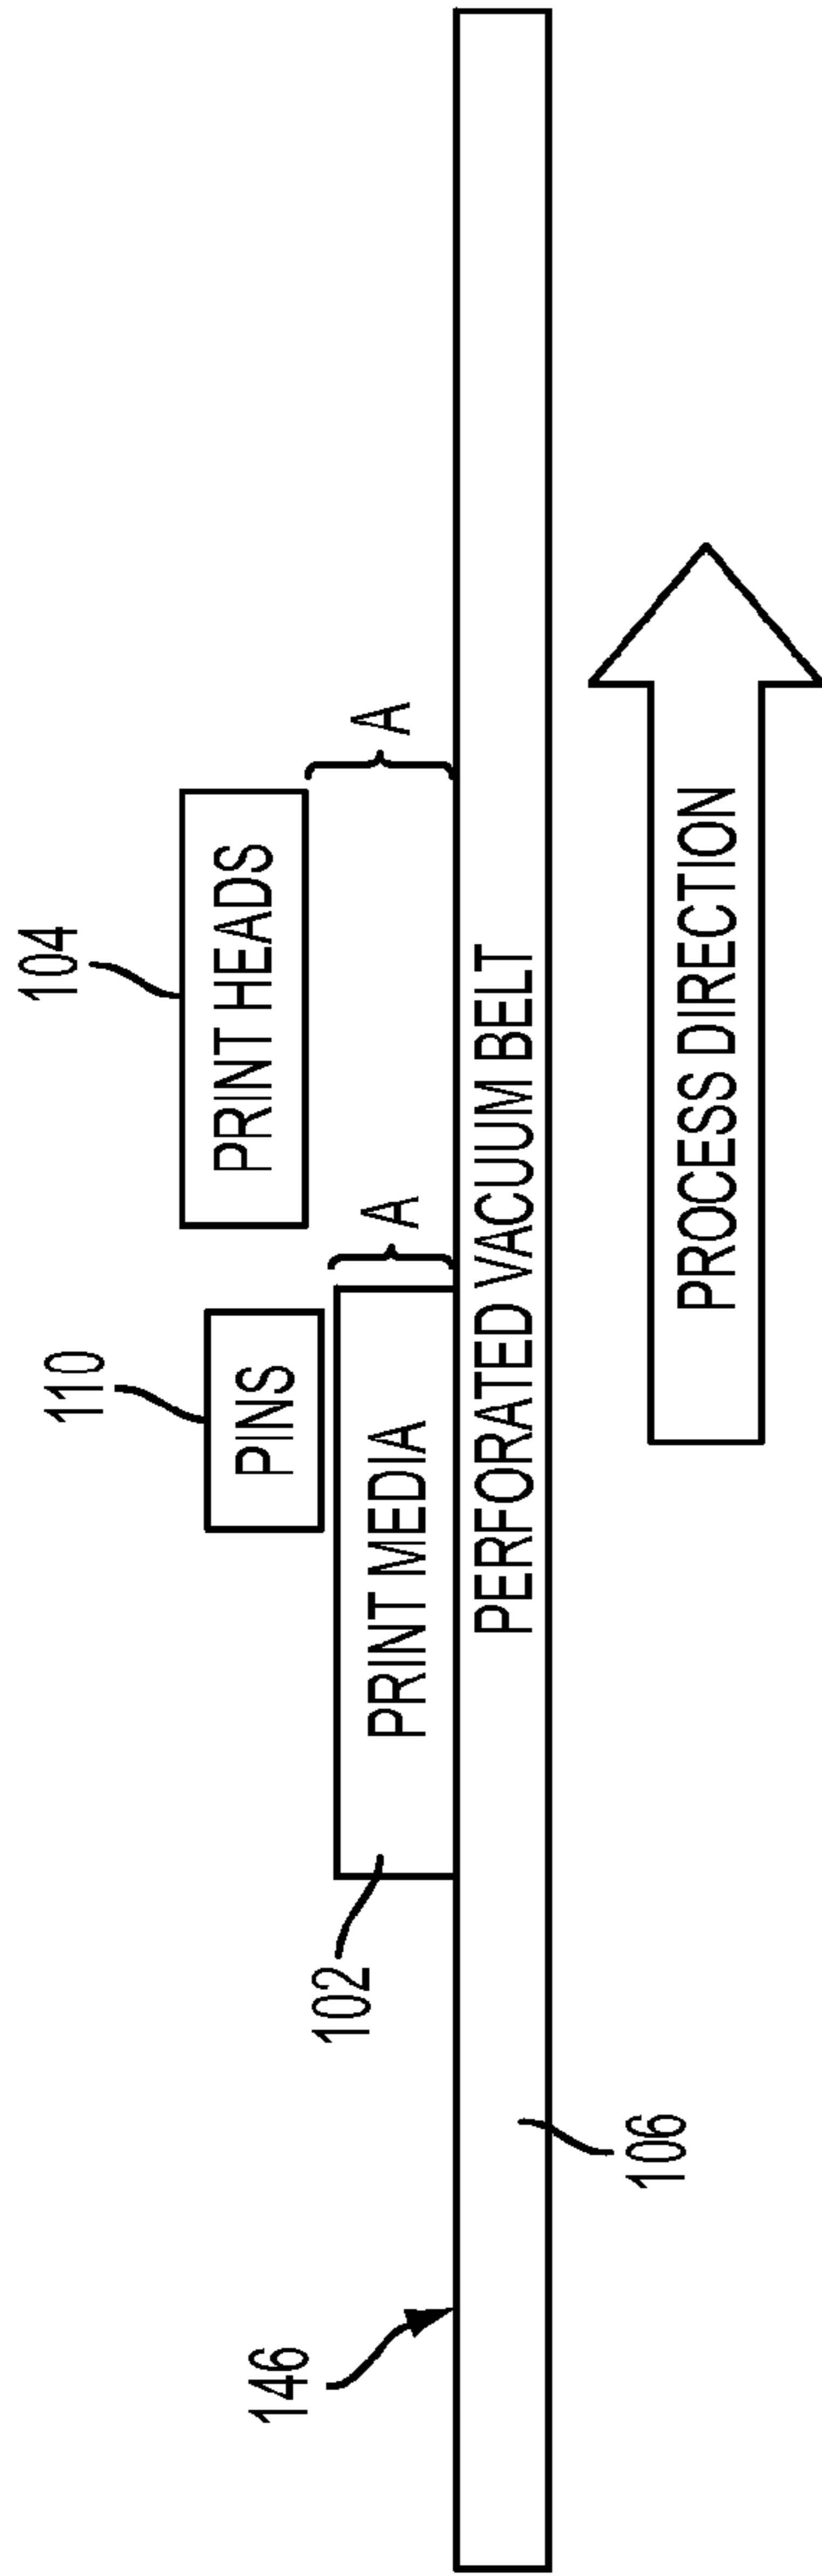 104
110
PRINT HEADS
PINS
A
A
102
PRINT MEDIA
146
PERFORATED VACUUM BELT
106
PROCESS DIRECTION